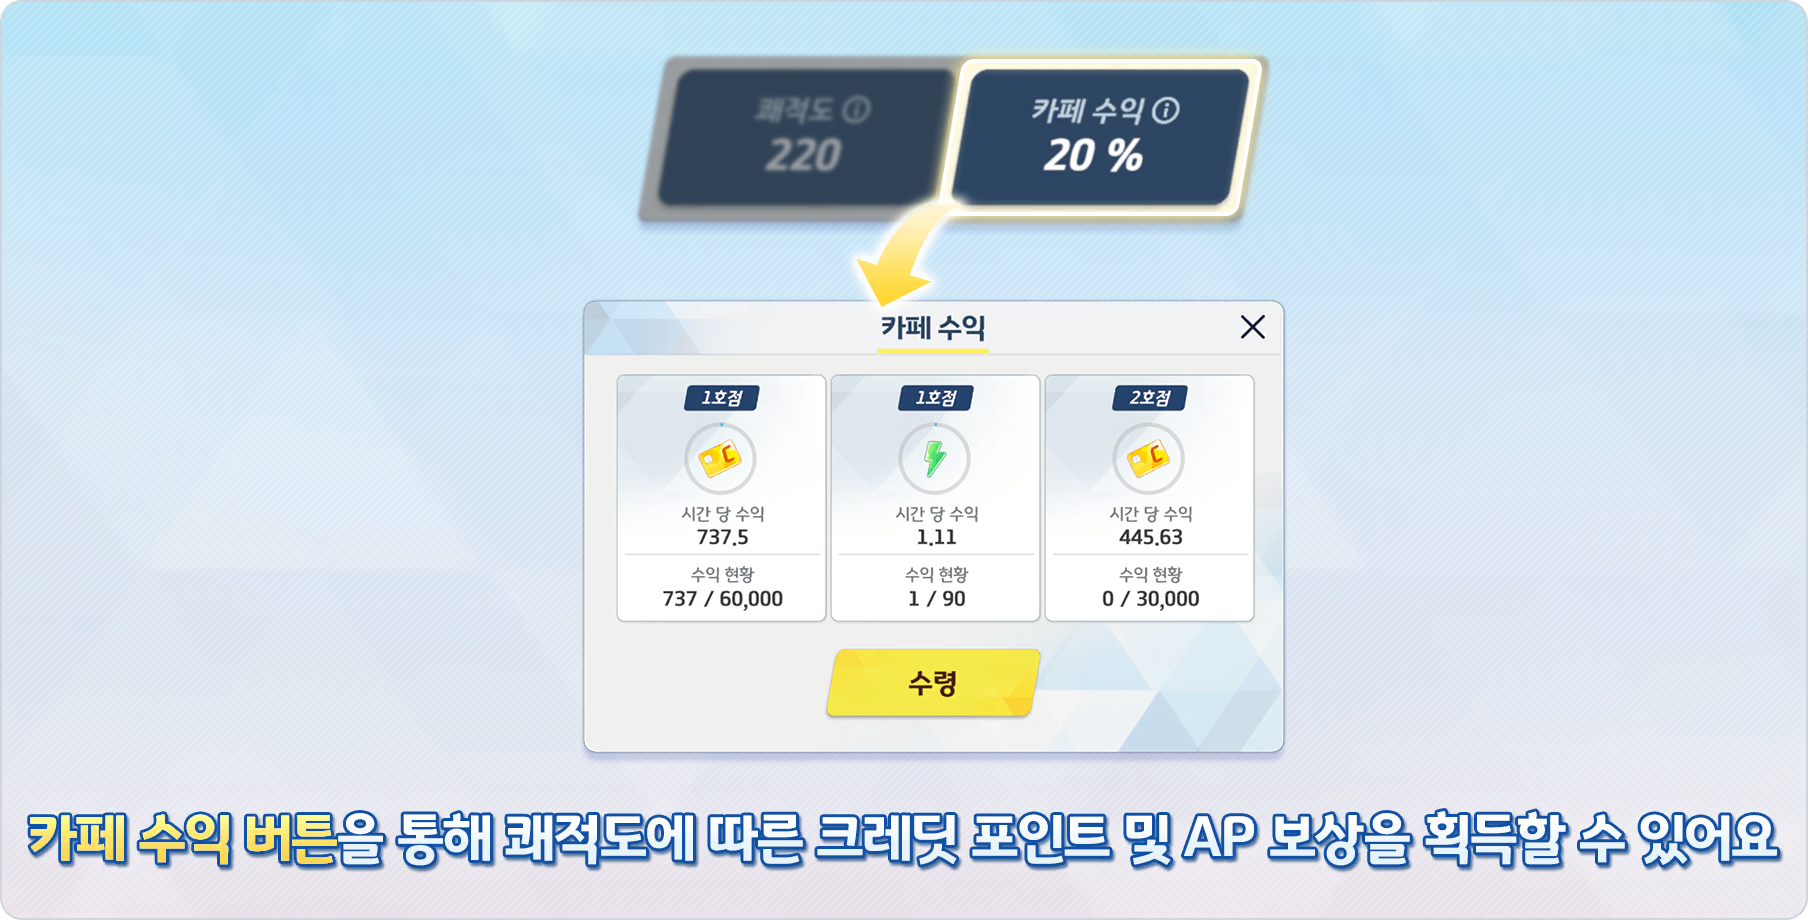 쾌적도
220
카페 수익
20 %
카페 수익
1호점
시간 당 수익
737.5
수익 현황
737 / 60,000
1호점
시간 당 수익
1.11
수익 현황
1 / 90
2호점
시간 당 수익
445.63
수익 현황
0 / 30,000
수령
카페 수익 버튼을 통해 쾌적도에 따른 크레딧 포인트 및 AP 보상을 획득할 수 있어요